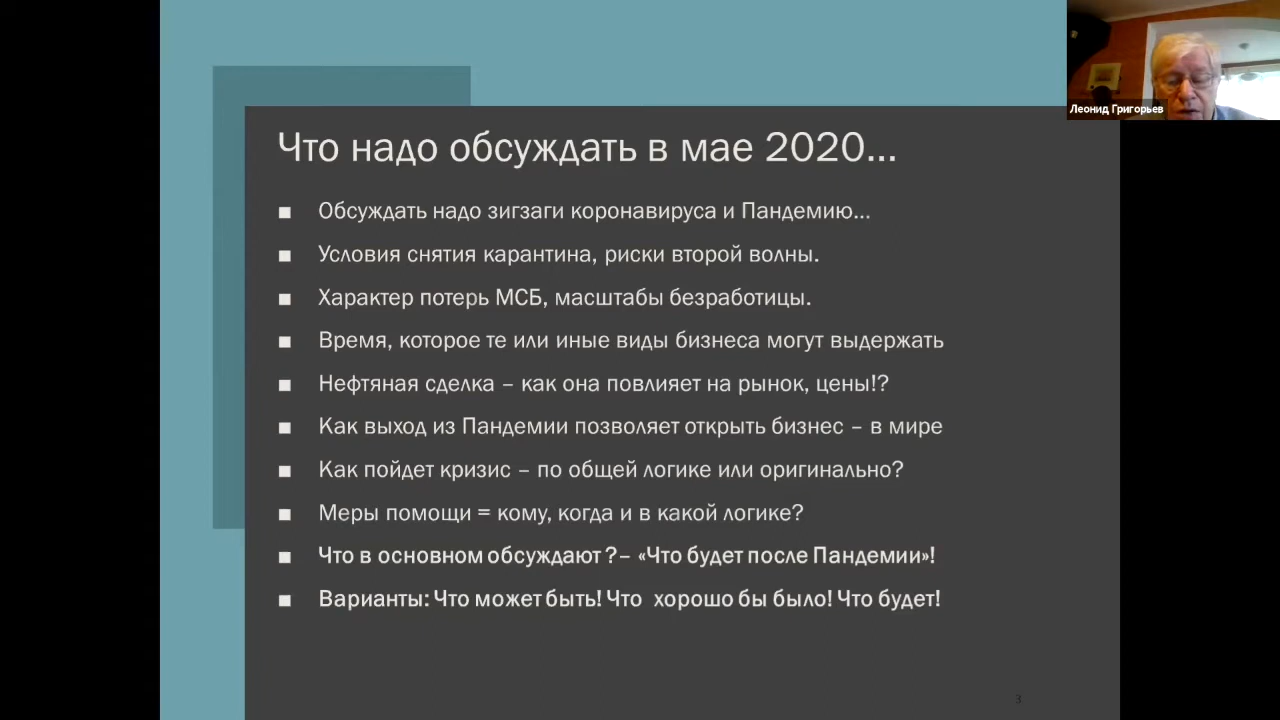 Леонид Григорьев
Что надо обсуждать в мае 2020...
■ Обсуждать надо зигзаги коронавируса и Пандемию...
■ Условия снятия карантина, риски второй волны.
■ Характер потерь МСБ, масштабы безработицы.
■ Время, которое те или иные виды бизнеса могут выдержать
■ Нефтяная сделка – как она повлияет на рынок, цены!?
■ Как выход из Пандемии позволяет открыть бизнес – в мире
■ Как пойдет кризис – по общей логике или оригинально?
■ Меры помощи = кому, когда и в какой логике?
■ Что в основном обсуждают ?– «Что будет после Пандемии»!
■ Варианты: Что может быть! Что хорошо бы было! Что будет!
3